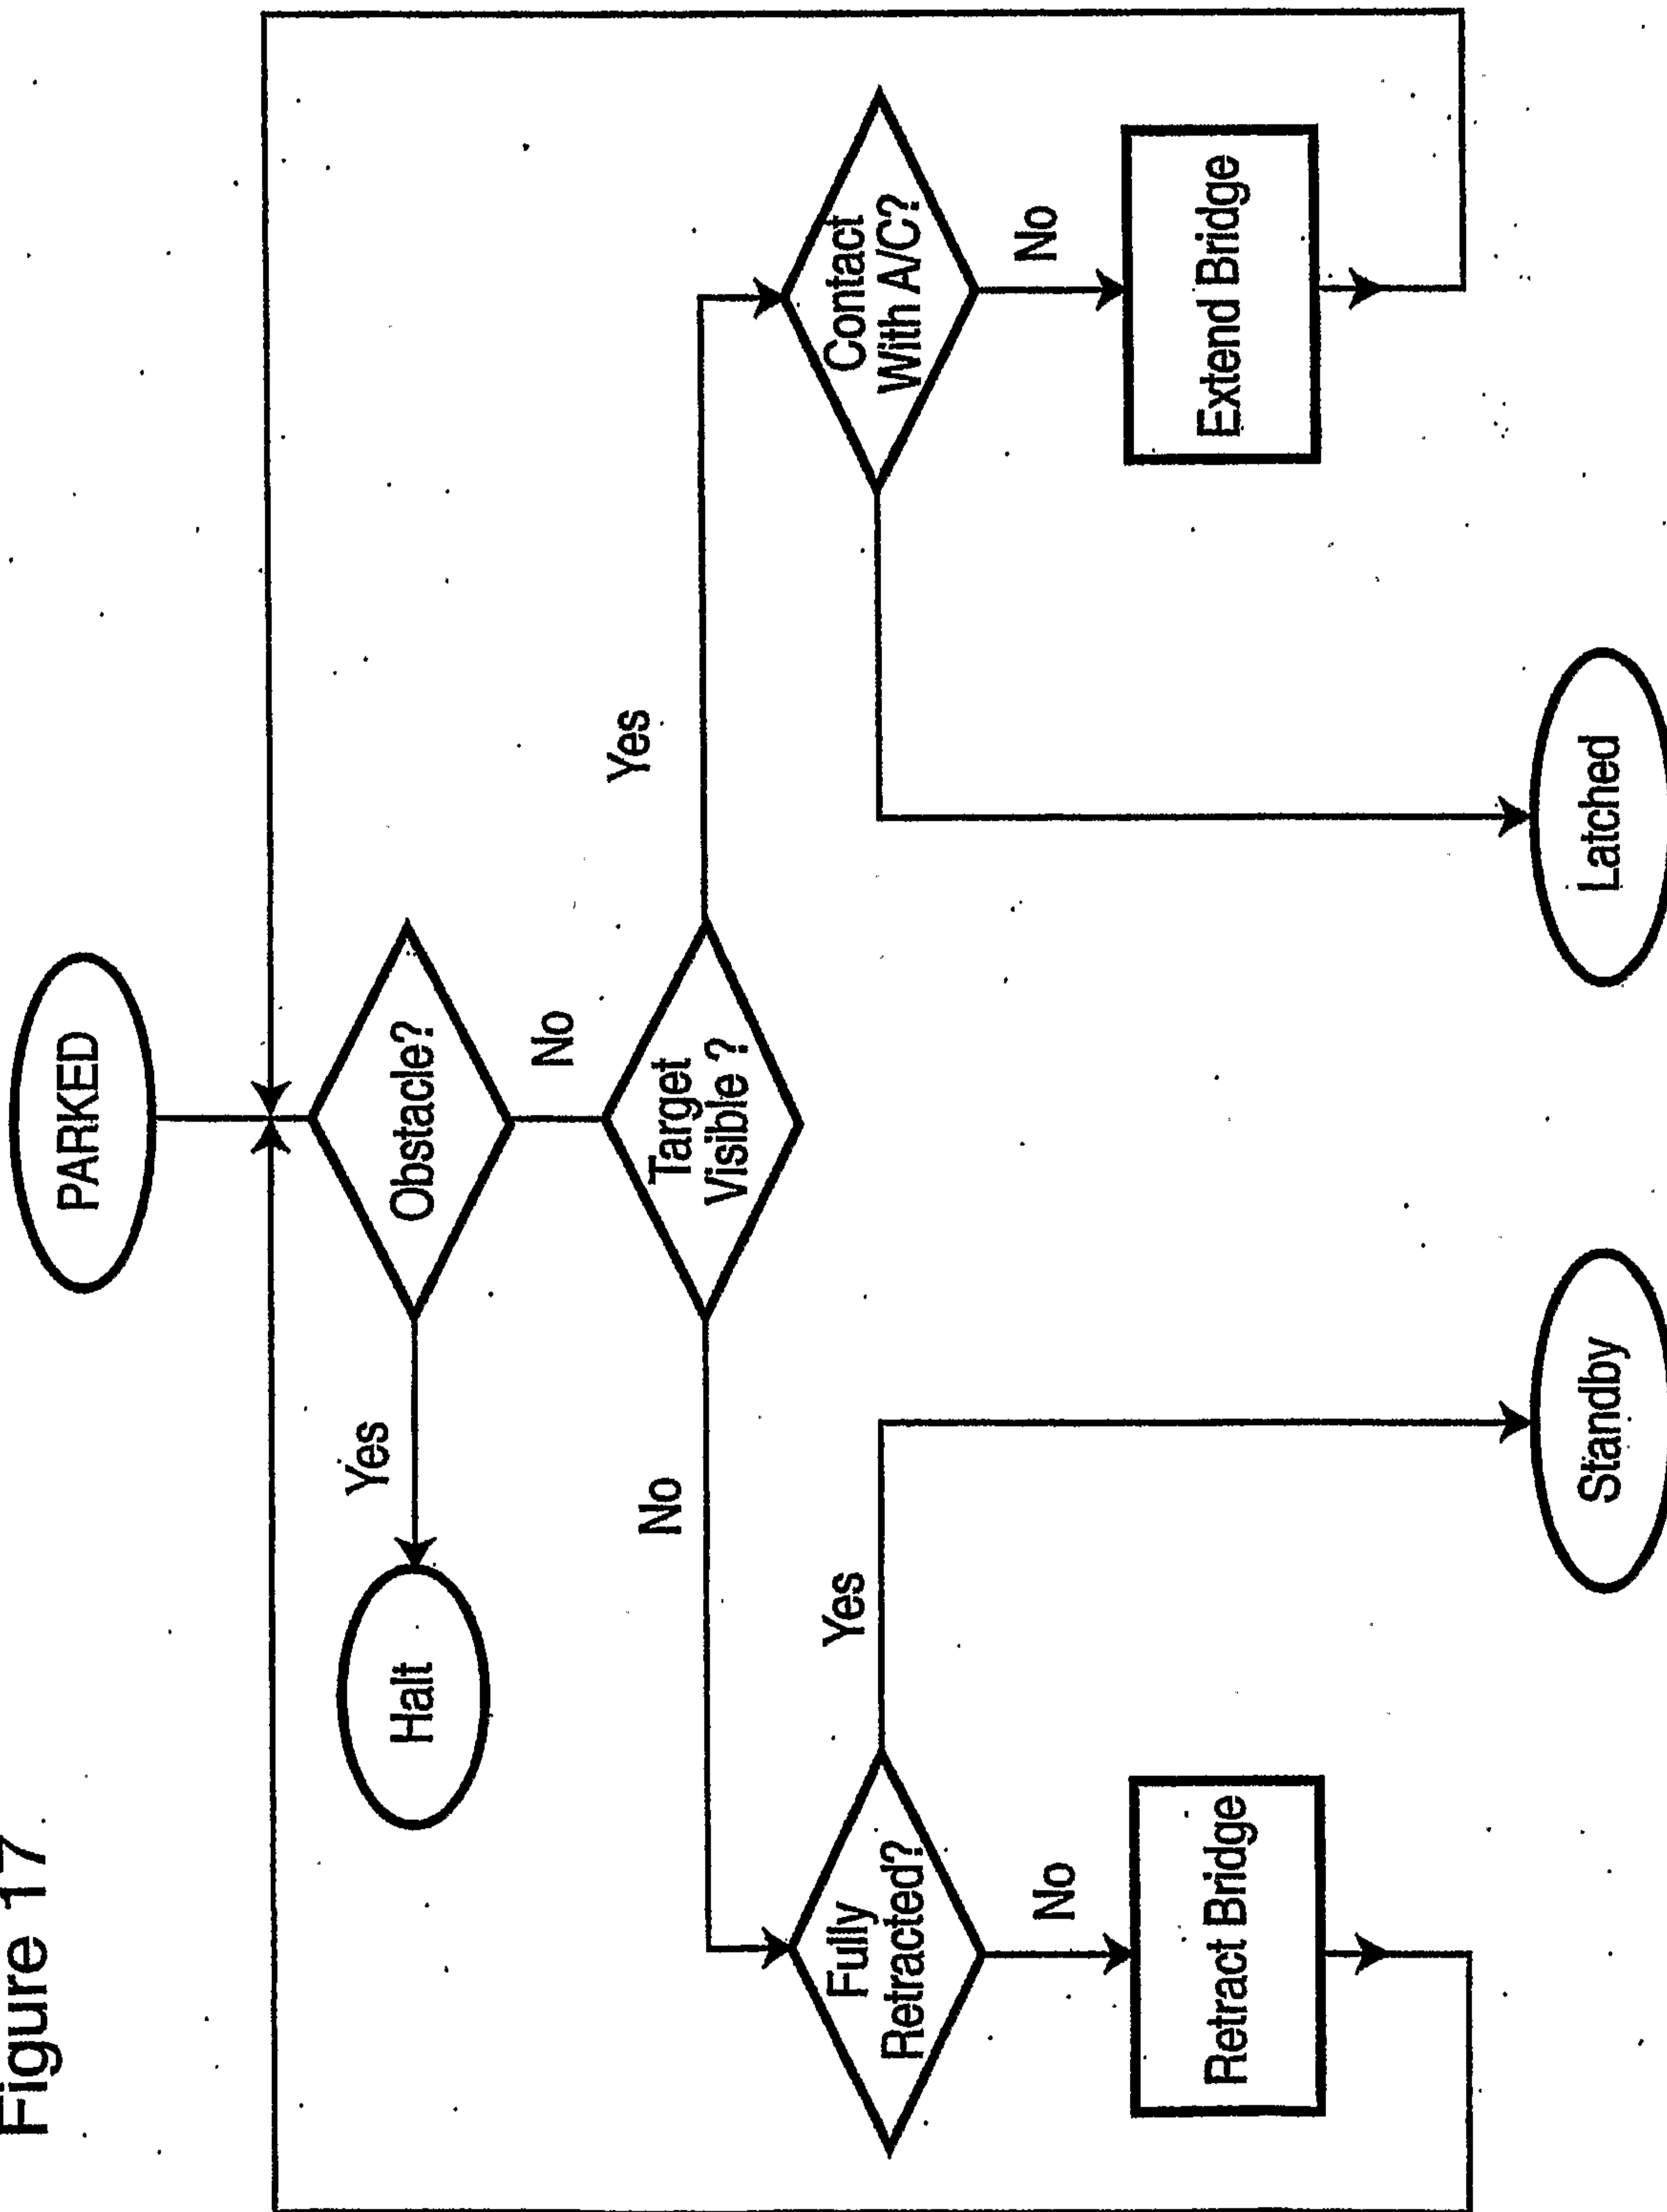 Figure 17
PARKED
Obstacle?
Yes
Halt
No
Target
Visible ?
No
Yes
Fully
Retracted?
Yes
No
Retract Bridge
Contact
With A/C?
No
Extend Bridge
Standby
Latched